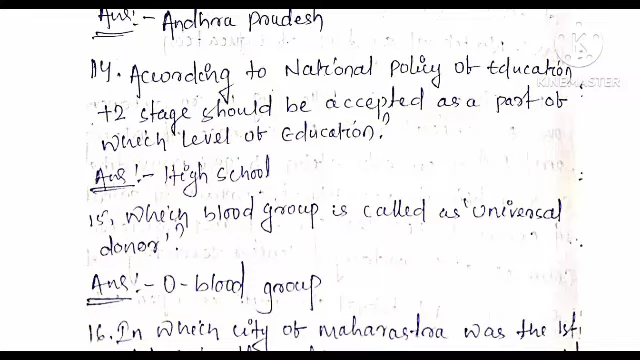 Ans:- Andhra Pradesh
14. According to National Policy of Education
+2 stage should be accepted as a part of
which level of Education?
Ans:- High school
15. Which blood group is called as 'universal
donor'?
Ans:- O-blood group
16. In which city of maharastra was the 1st
KINEMASTER